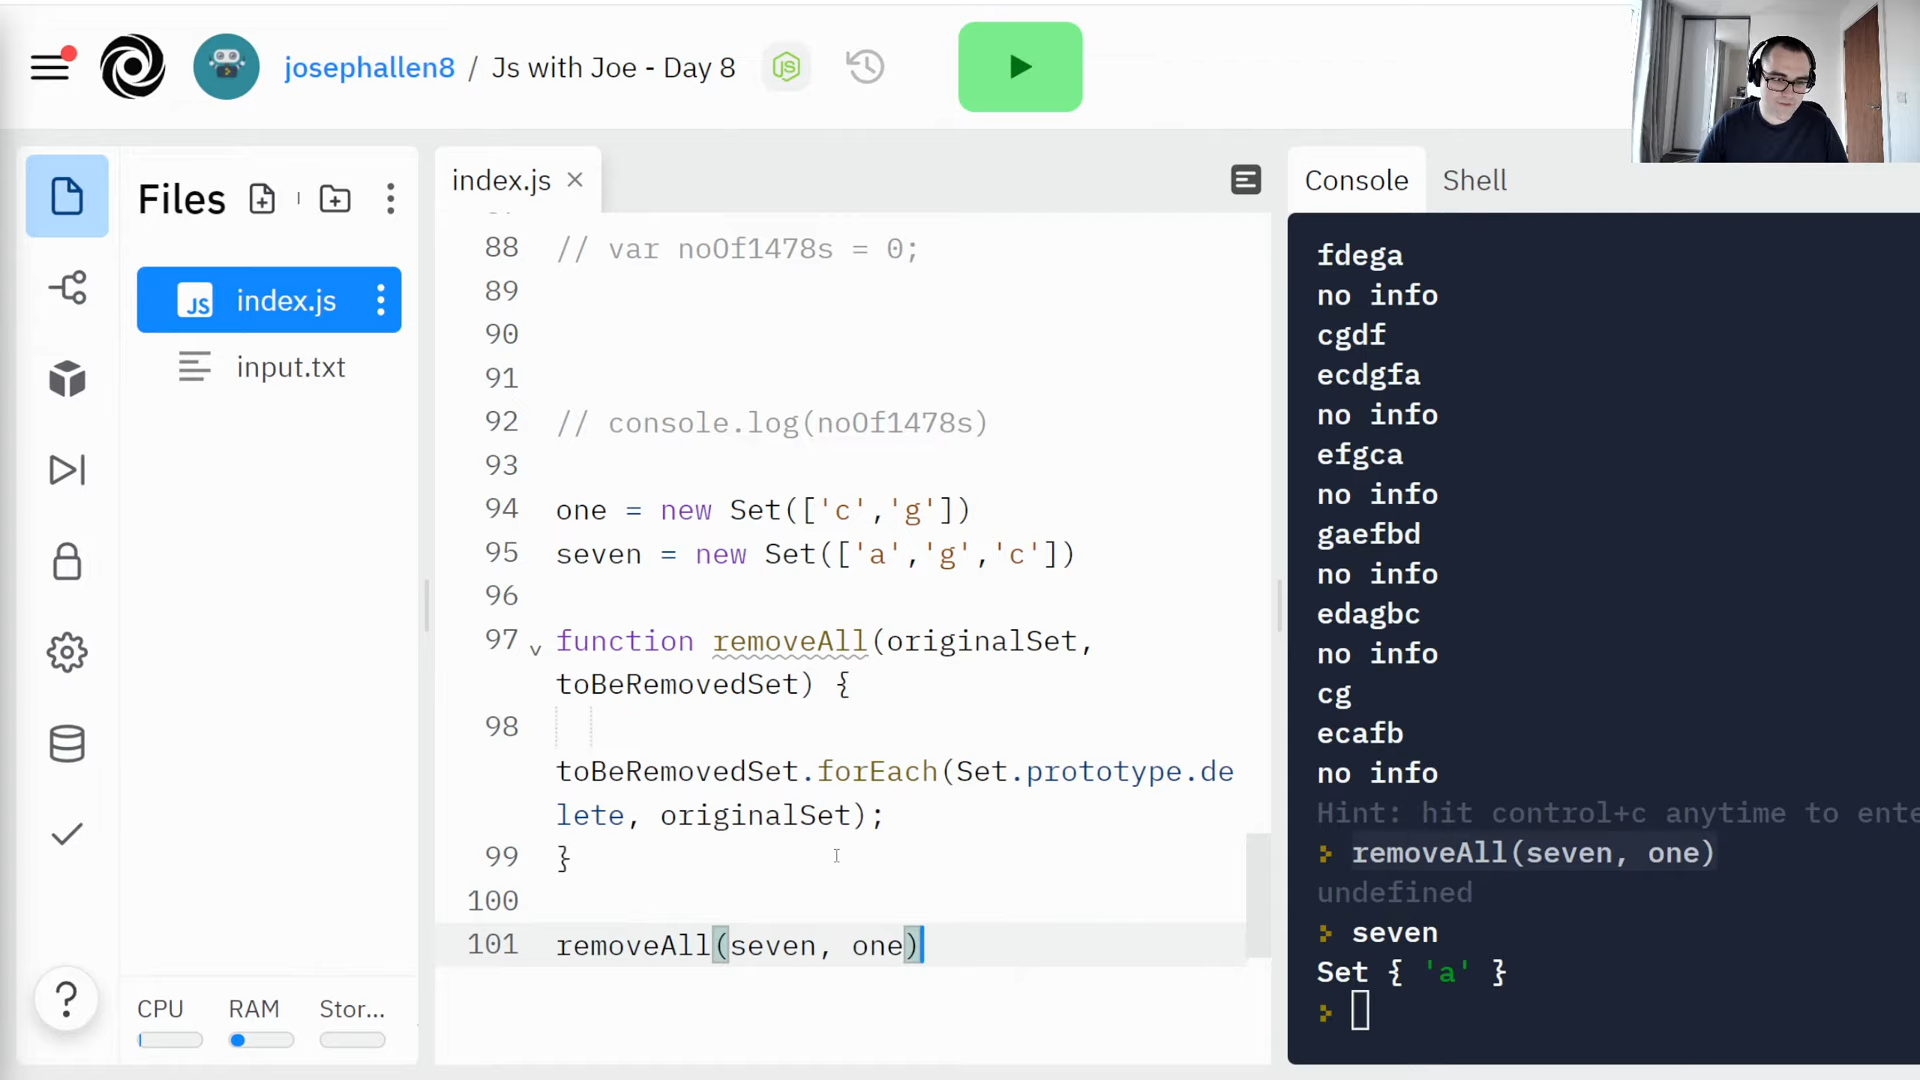 josephallen8 / Js with Joe - Day 8
Files
JS index.js
input.txt
CPU RAM Stor...
index.js
88 // var noOf1478s = 0;
89
90
91
92 // console.log(noOf1478s)
93
94 one = new Set(['c','g'])
95 seven = new Set(['a','g','c'])
96
97 function removeAll(originalSet,
toBeRemovedSet) {
98
toBeRemovedSet.forEach(Set.prototype.de
lete, originalSet);
99 }
100
101 removeAll(seven, one)
Console Shell
fdega
no info
cgdf
ecdgfa
no info
efgca
no info
gaefbd
no info
edagbc
no info
cg
ecafb
no info
Hint: hit control+c anytime to ente
> removeAll(seven, one)
undefined
> seven
Set { 'a' }
>